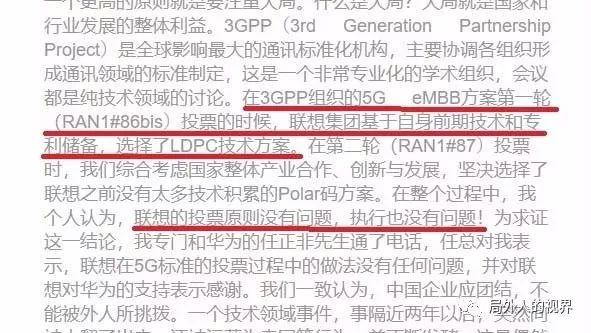 一个更高的原则就是要注重大局。什么是大局？大局就是国家和
行业发展的整体利益。3GPP（3rd Generation Partnership
Project）是全球影响最大的通讯标准化机构，主要协调各组织形
成通讯领域的标准制定，这是一个非常专业化的学术组织，会议
都是纯技术领域的讨论。在3GPP组织的5G eMBB方案第一轮
（RAN1#86bis）投票的时候，联想集团基于自身前期技术和专
利储备，选择了LDPC技术方案。在第二轮（RAN1#87）投票
时，我们综合考虑国家整体产业合作、创新与发展，坚决选择了
联想之前没有太多技术积累的Polar码方案。在整个过程中，我
个人认为，联想的投票原则没有问题，执行也没有问题！为求证
这一结论，我专门和华为的任正非先生通了电话，任总对我表
示，联想在5G标准的投票过程中的做法没有任何问题，并对联
想对华为的支持表示感谢。我们一致认为，中国企业应团结，不
能被外人所挑拨。一个技术领域事件，事隔近两年以后，突然间
局外人的视界